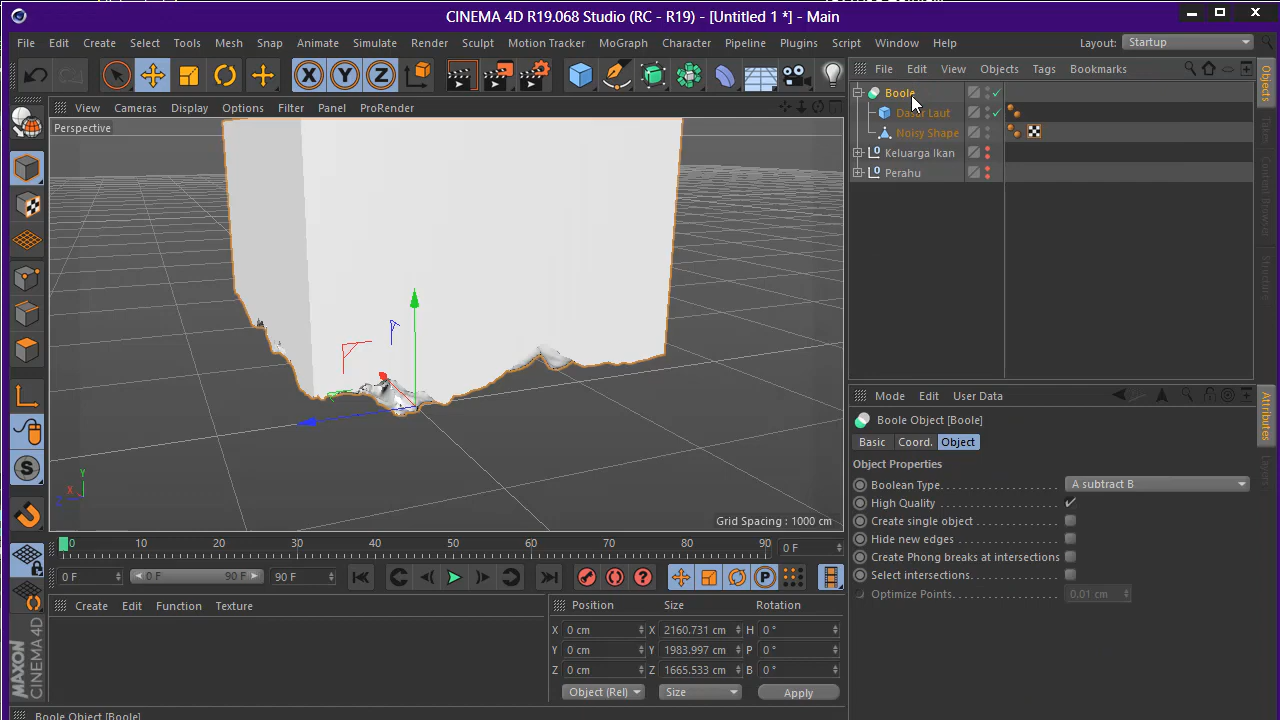 CINEMA 4D R19.068 Studio (RC - R19) - [Untitled 1 *] - Main
File Edit Create Select Tools Mesh Snap Animate Simulate Render Sculpt Motion Tracker MoGraph Character Pipeline Plugins Script Window Help Layout: Startup
X Y Z
File Edit View Objects Tags Bookmarks
View Cameras Display Options Filter Panel ProRender
Perspective
Boole
Dasar Laut
Noisy Shape
Keluarga Ikan
Perahu
Objects
Takes
Content Browser
Structure
Y
X
Z
Grid Spacing : 1000 cm
Mode Edit User Data
Boole Object [Boole]
Basic Coord. Object
Object Properties
Boolean Type A subtract B
High Quality
Create single object
Hide new edges
Create Phong breaks at intersections
Select intersections
Optimize Points 0.01 cm
Attributes
Layers
0 10 20 30 40 50 60 70 80 90 0 F
0 F 0 F 90 F 90 F
P
S
Create Edit Function Texture
Position Size Rotation
X 0 cm X 2160.731 cm H 0 °
Y 0 cm Y 1983.997 cm P 0 °
Z 0 cm Z 1665.533 cm B 0 °
Object (Rel) Size Apply
MAXON CINEMA 4D
Boole Object [Boole]